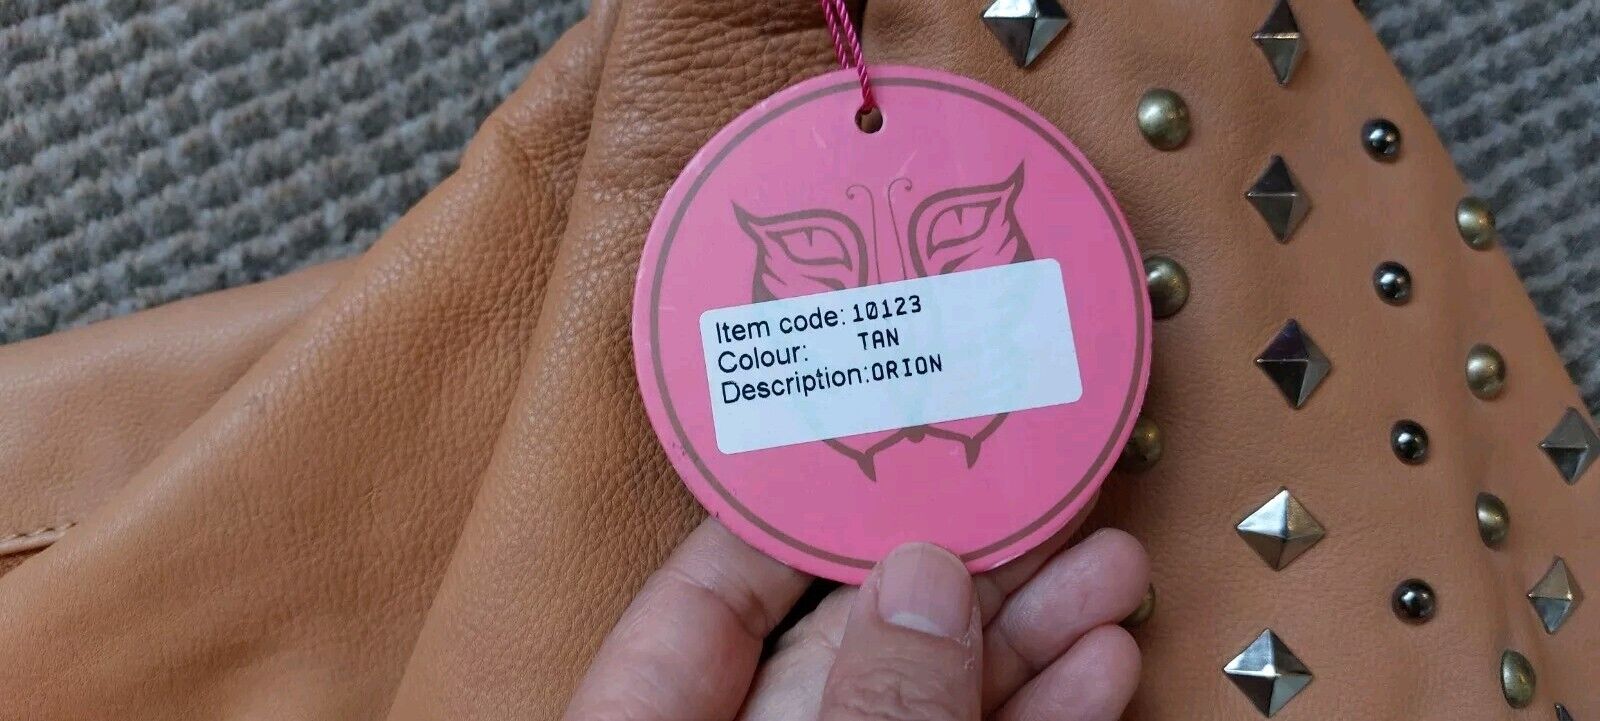 Item code: 10123
Colour: TAN
Description: ORION